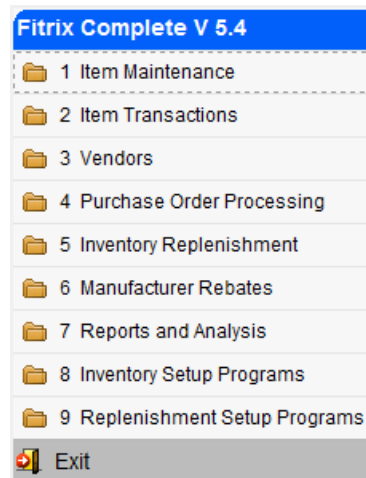 Fitrix Complete V 5.4
1 Item Maintenance
2 Item Transactions
3 Vendors
4 Purchase Order Processing
5 Inventory Replenishment
6 Manufacturer Rebates
7 Reports and Analysis
8 Inventory Setup Programs
9 Replenishment Setup Programs
Exit